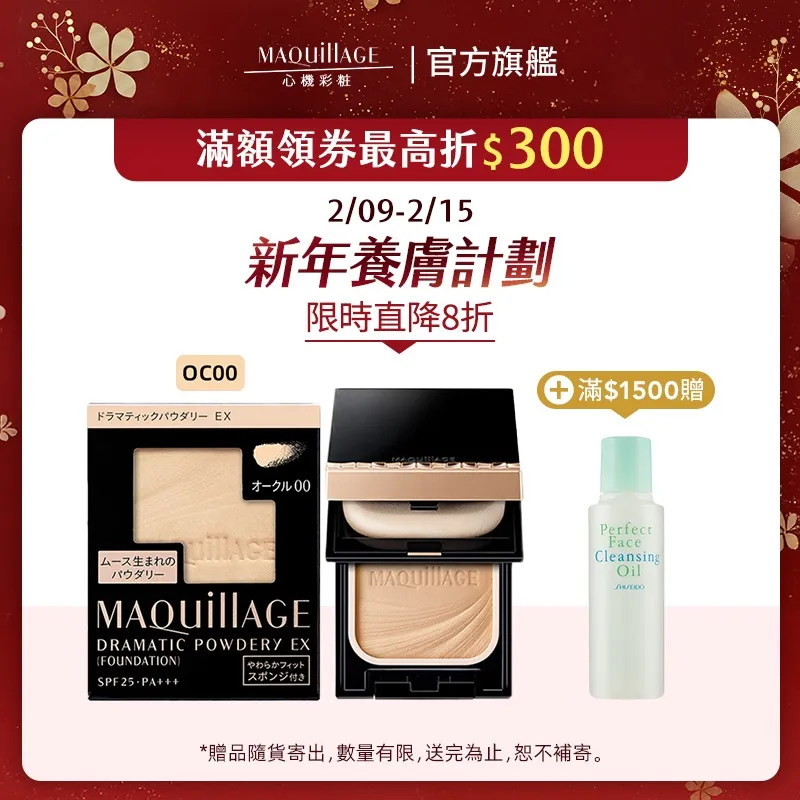 MAQuillAGE
心機彩粧
官方旗艦
滿額領券最高折$300
2/09-2/15
新年養膚計劃
限時直降8折
OC00
ドラマティックパウダリー EX
オークル00
ムース生まれの
パウダリー
MAQuillAGE
MAQuillAGE
DRAMATIC POWDERY EX
(FOUNDATION)
SPF25・PA+++
やわらかフィット
スポンジ付き
MAQuillAGE
MAQuillAGE
+滿$1500贈
Perfect
Face
Cleansing
Oil
SHISEIDO
*贈品隨貨寄出,數量有限,送完為止,恕不補寄。